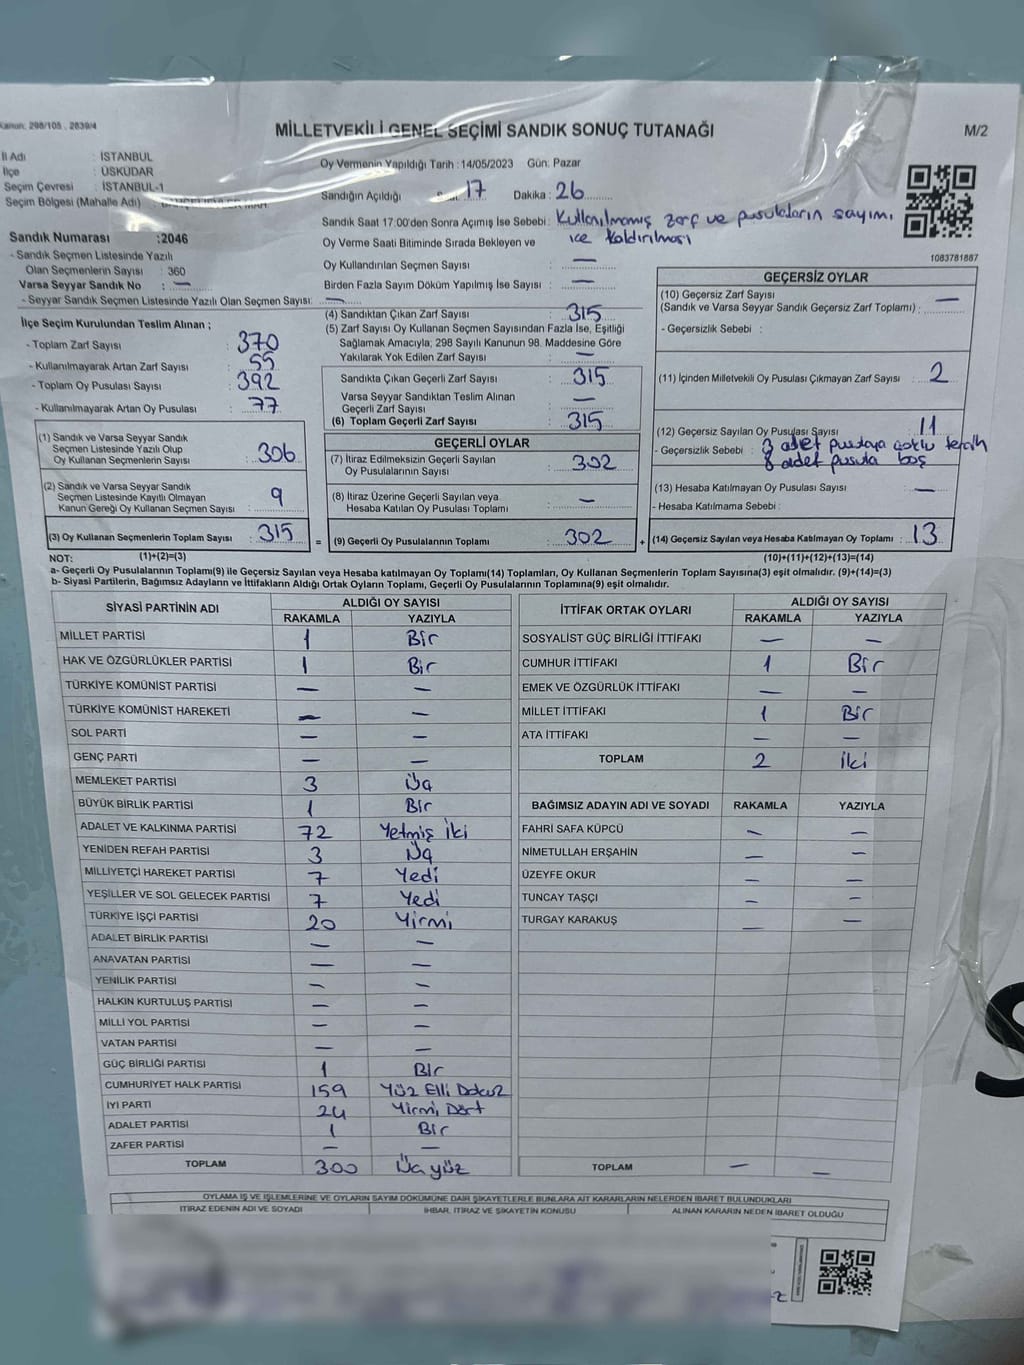 Kanun: 298/105 , 2839/4
MİLLETVEKİLİ GENEL SEÇİMİ SANDIK SONUÇ TUTANAĞI
M/2
İl Adı : İSTANBUL
İlçe : ÜSKÜDAR
Seçim Çevresi : İSTANBUL-1
Seçim Bölgesi (Mahalle Adı)
Sandık Numarası :2046
- Sandık Seçmen Listesinde Yazılı
Olan Seçmenlerin Sayısı : 360
Varsa Seyyar Sandık No : —
- Seyyar Sandık Seçmen Listesinde Yazılı Olan Seçmen Sayısı: —
İlçe Seçim Kurulundan Teslim Alınan ;
- Toplam Zarf Sayısı : 370
- Kullanılmayarak Artan Zarf Sayısı : 55
- Toplam Oy Pusulası Sayısı : 392
- Kullanılmayarak Artan Oy Pusulası : 77
(1) Sandık ve Varsa Seyyar Sandık
Seçmen Listesinde Yazılı Olup
Oy Kullanan Seçmenlerin Sayısı : 306
(2) Sandık ve Varsa Seyyar Sandık
Seçmen Listesinde Kayıtlı Olmayan
Kanun Gereği Oy Kullanan Seçmen Sayısı : 9
(3) Oy Kullanan Seçmenlerin Toplam Sayısı : 315
Oy Vermenin Yapıldığı Tarih :14/05/2023 Gün: Pazar
Sandığın Açıldığı 17 Dakika : 26
Sandık Saat 17:00'den Sonra Açılmış İse Sebebi: Kullanılmamış zarf ve pusulaların sayımı
ice kaldırılması
Oy Verme Saati Bitiminde Sırada Bekleyen ve
Oy Kullandırılan Seçmen Sayısı : —
Birden Fazla Sayım Döküm Yapılmış İse Sayısı : —
(4) Sandıktan Çıkan Zarf Sayısı : 315
(5) Zarf Sayısı Oy Kullanan Seçmen Sayısından Fazla İse, Eşitliği
Sağlamak Amacıyla; 298 Sayılı Kanunun 98. Maddesine Göre
Yakılarak Yok Edilen Zarf Sayısı : —
Sandıkta Çıkan Geçerli Zarf Sayısı : 315
Varsa Seyyar Sandıktan Teslim Alınan
Geçerli Zarf Sayısı : —
(6) Toplam Geçerli Zarf Sayısı : 315
GEÇERLİ OYLAR
(7) İtiraz Edilmeksizin Geçerli Sayılan
Oy Pusulalarının Sayısı : 302
(8) İtiraz Üzerine Geçerli Sayılan veya
Hesaba Katılan Oy Pusulası Toplamı : —
= (9) Geçerli Oy Pusulalarının Toplamı : 302
1083781887
GEÇERSİZ OYLAR
(10) Geçersiz Zarf Sayısı
(Sandık ve Varsa Seyyar Sandık Geçersiz Zarf Toplamı) : —
- Geçersizlik Sebebi :
(11) İçinden Milletvekili Oy Pusulası Çıkmayan Zarf Sayısı : 2
(12) Geçersiz Sayılan Oy Pusulası Sayısı : 11
- Geçersizlik Sebebi : 3 adet pusulaya çoklu tercih
8 adet pusula boş
(13) Hesaba Katılmayan Oy Pusulası Sayısı : —
- Hesaba Katılmama Sebebi :
+ (14) Geçersiz Sayılan veya Hesaba Katılmayan Oy Toplamı : 13
NOT: (1)+(2)=(3) (10)+(11)+(12)+(13)=(14)
a- Geçerli Oy Pusulalarının Toplamı(9) ile Geçersiz Sayılan veya Hesaba katılmayan Oy Toplamı(14) Toplamları, Oy Kullanan Seçmenlerin Toplam Sayısına(3) eşit olmalıdır. (9)+(14)=(3)
b- Siyasi Partilerin, Bağımsız Adayların ve İttifakların Aldığı Ortak Oyların Toplamı, Geçerli Oy Pusulalarının Toplamına(9) eşit olmalıdır.
SİYASİ PARTİNİN ADI ALDIĞI OY SAYISI
RAKAMLA YAZIYLA
MİLLET PARTİSİ 1 Bir
HAK VE ÖZGÜRLÜKLER PARTİSİ 1 Bir
TÜRKİYE KOMÜNİST PARTİSİ — —
TÜRKİYE KOMÜNİST HAREKETİ — —
SOL PARTİ — —
GENÇ PARTİ — —
MEMLEKET PARTİSİ 3 Üç
BÜYÜK BİRLİK PARTİSİ 1 Bir
ADALET VE KALKINMA PARTİSİ 72 Yetmiş İki
YENİDEN REFAH PARTİSİ 3 Üç
MİLLİYETÇİ HAREKET PARTİSİ 7 Yedi
YEŞİLLER VE SOL GELECEK PARTİSİ 7 Yedi
TÜRKİYE İŞÇİ PARTİSİ 20 Yirmi
ADALET BİRLİK PARTİSİ — —
ANAVATAN PARTİSİ — —
YENİLİK PARTİSİ — —
HALKIN KURTULUŞ PARTİSİ — —
MİLLİ YOL PARTİSİ — —
VATAN PARTİSİ — —
GÜÇ BİRLİĞİ PARTİSİ 1 Bir
CUMHURİYET HALK PARTİSİ 159 Yüz Elli Dokuz
İYİ PARTİ 24 Yirmi Dört
ADALET PARTİSİ 1 Bir
ZAFER PARTİSİ — —
TOPLAM 300 Üç yüz
İTTİFAK ORTAK OYLARI ALDIĞI OY SAYISI
RAKAMLA YAZIYLA
SOSYALİST GÜÇ BİRLİĞİ İTTİFAKI — —
CUMHUR İTTİFAKI 1 Bir
EMEK VE ÖZGÜRLÜK İTTİFAKI — —
MİLLET İTTİFAKI 1 Bir
ATA İTTİFAKI — —
TOPLAM 2 İki
BAĞIMSIZ ADAYIN ADI VE SOYADI RAKAMLA YAZIYLA
FAHRİ SAFA KÜPCÜ — —
NİMETULLAH ERŞAHİN — —
ÜZEYFE OKUR — —
TUNCAY TAŞÇI — —
TURGAY KARAKUŞ — —
TOPLAM — —
OYLAMA İŞ VE İŞLEMLERİNE VE OYLARIN SAYIM DÖKÜMÜNE DAİR ŞİKAYETLERLE BUNLARA AİT KARARLARIN NELERDEN İBARET BULUNDUKLARI
İTİRAZ EDENİN ADI VE SOYADI İHBAR, İTİRAZ VE ŞİKAYETİN KONUSU ALINAN KARARIN NEDEN İBARET OLDUĞU